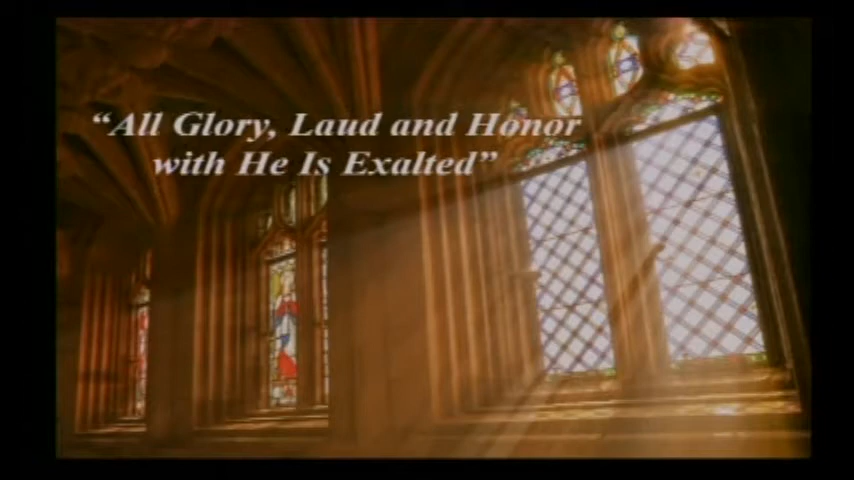 “All Glory, Laud and Honor
with He Is Exalted”